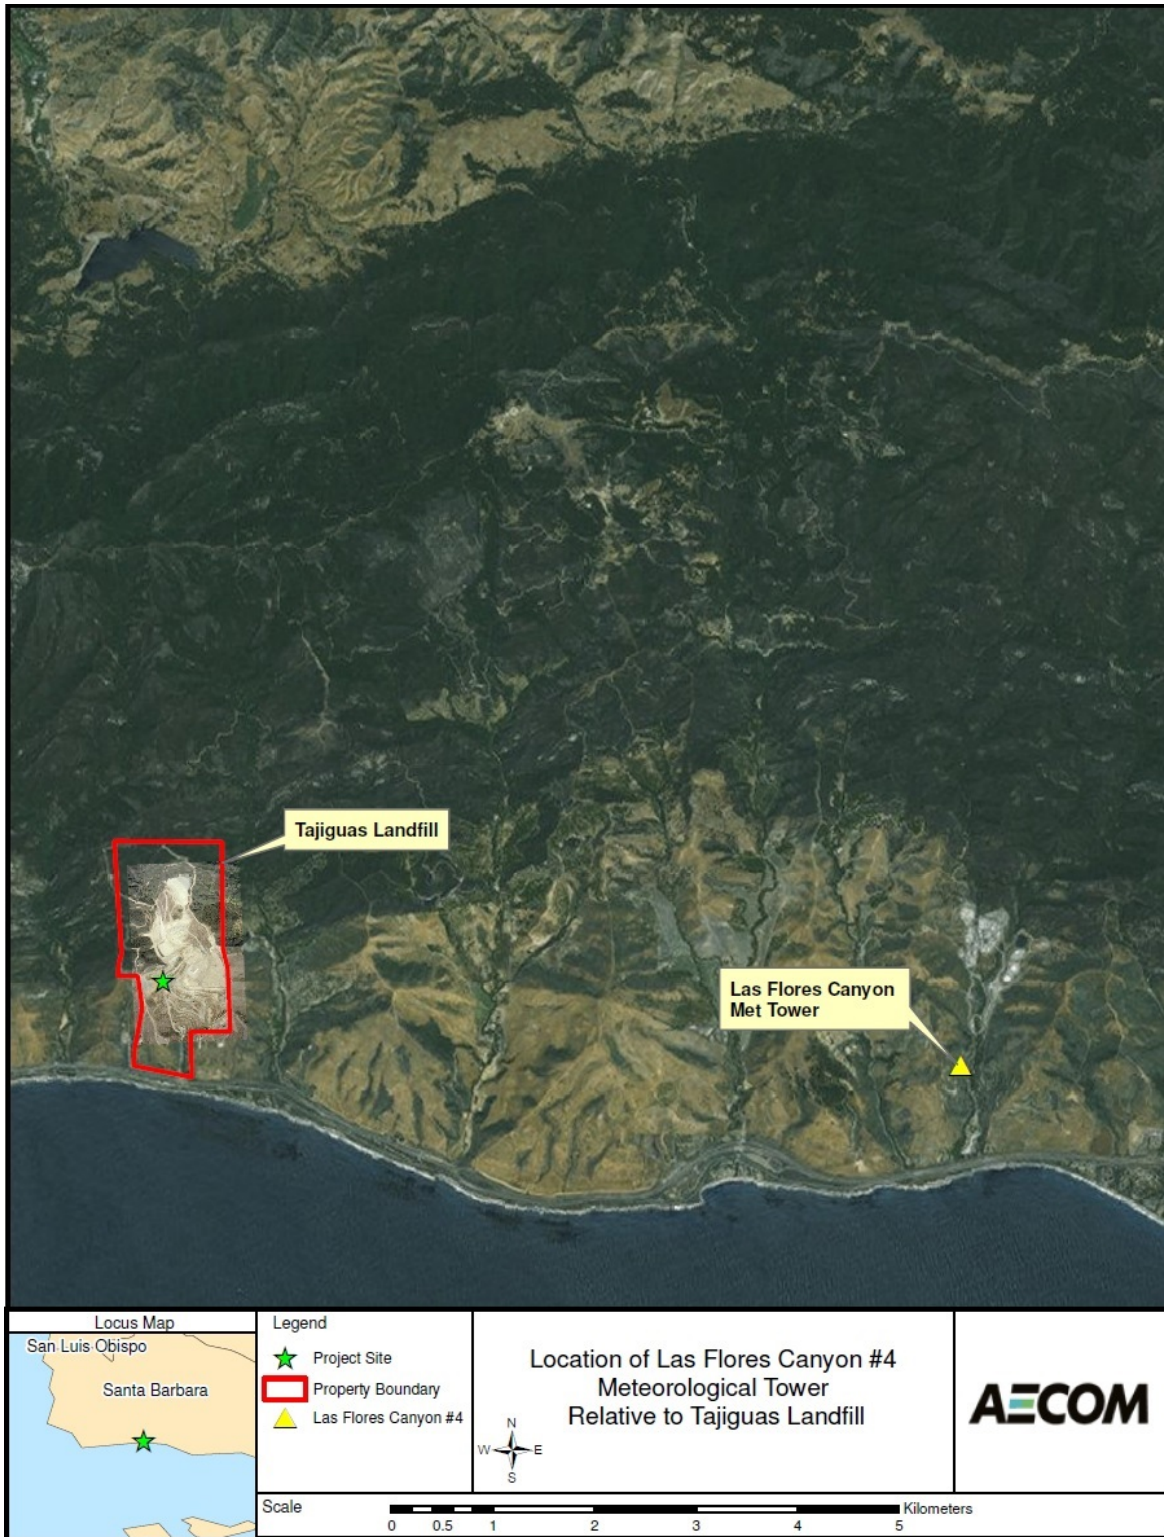 Tajiguas Landfill
Las Flores Canyon
Met Tower
Locus Map
San Luis Obispo
Santa Barbara
Legend
Project Site
Property Boundary
Las Flores Canyon #4
Location of Las Flores Canyon #4
Meteorological Tower
Relative to Tajiguas Landfill
N
W E
S
AECOM
Scale
Kilometers
0 0.5 1 2 3 4 5